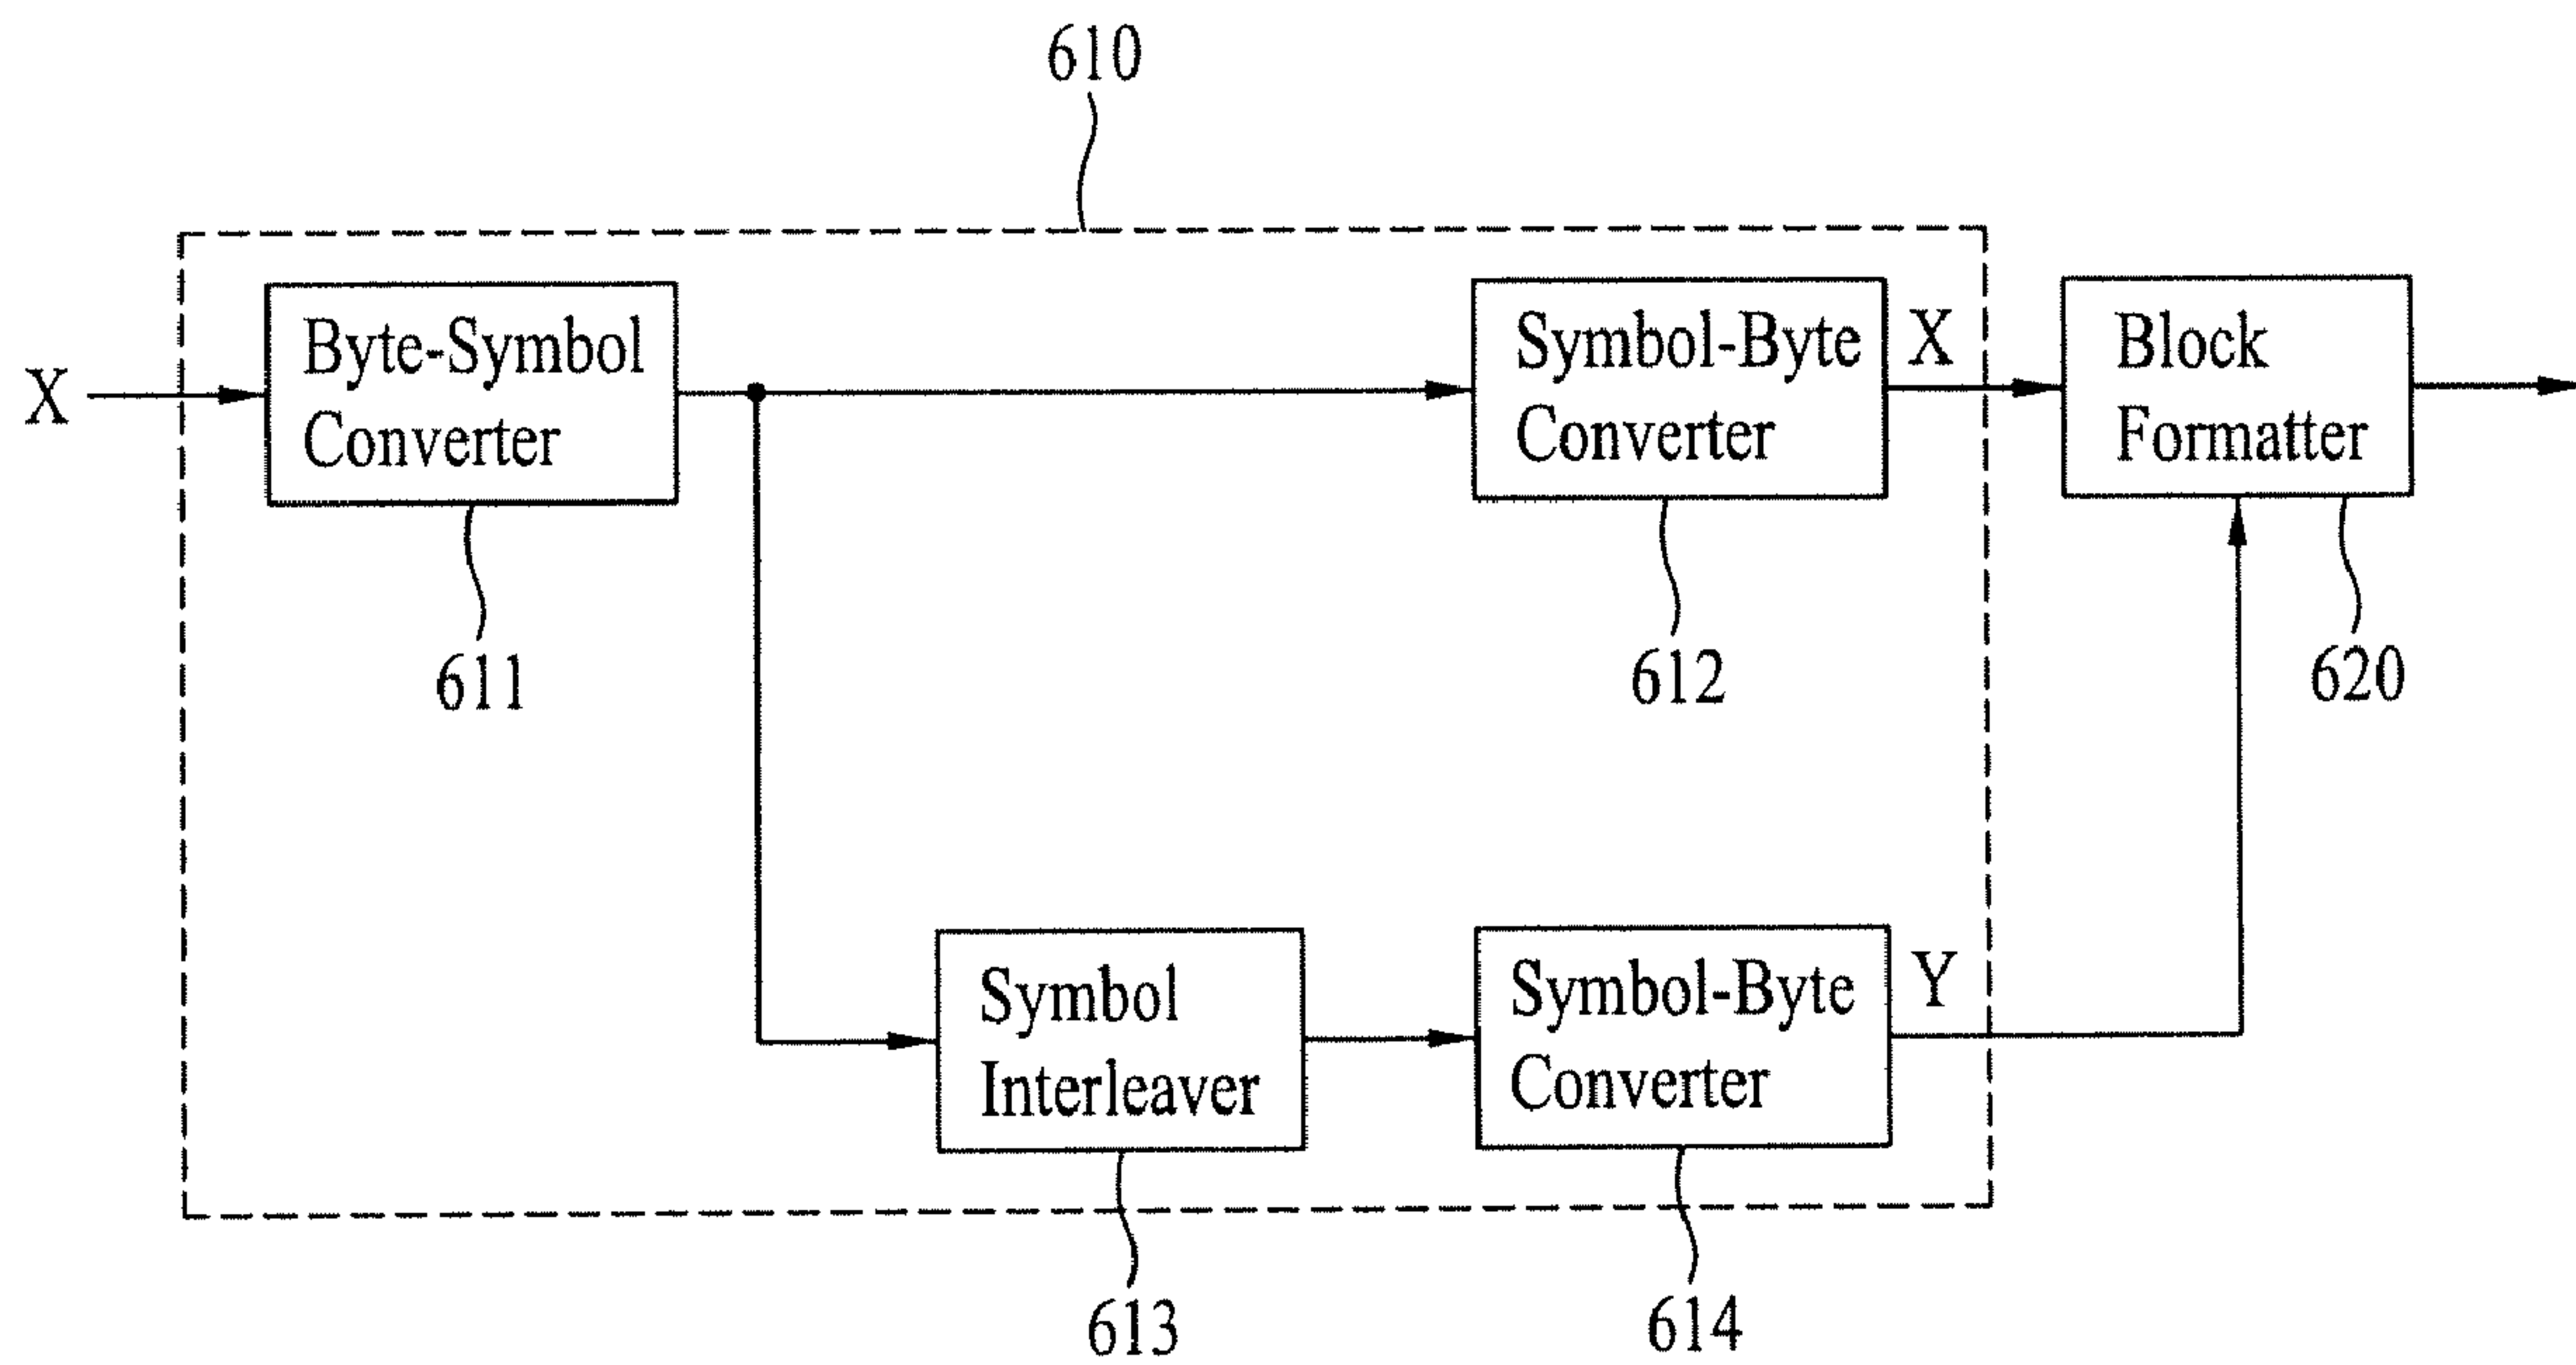 610
X
Byte-Symbol
Converter
611
Symbol-Byte
Converter
612
X
Block
Formatter
620
Symbol
Interleaver
613
Symbol-Byte
Converter
614
Y